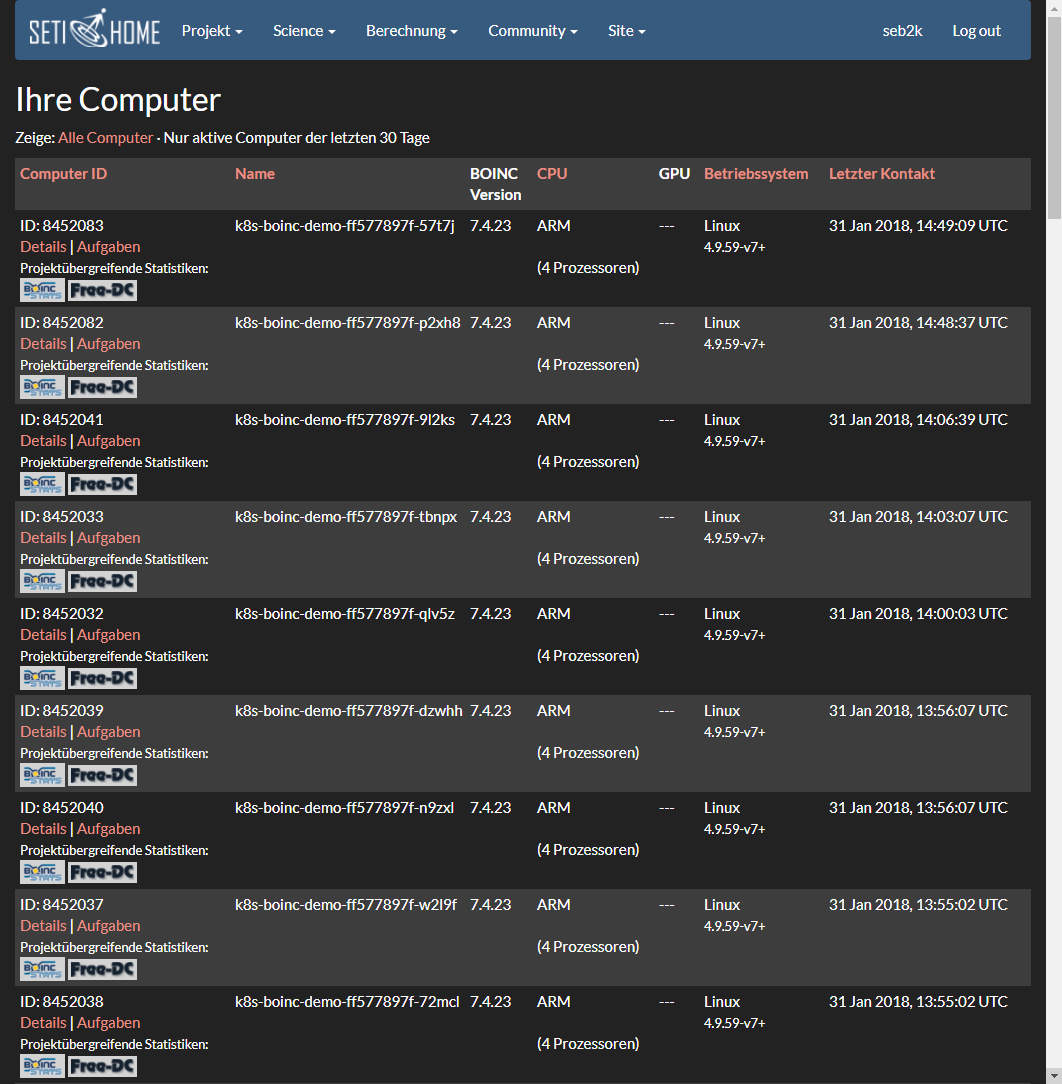 SETI HOME Projekt Science Berechnung Community Site seb2k Log out
Ihre Computer
Zeige: Alle Computer · Nur aktive Computer der letzten 30 Tage
Computer ID Name BOINC Version CPU GPU Betriebssystem Letzter Kontakt
ID: 8452083 k8s-boinc-demo-ff577897f-57t7j 7.4.23 ARM --- Linux 31 Jan 2018, 14:49:09 UTC
Details | Aufgaben 4.9.59-v7+
Projektübergreifende Statistiken: (4 Prozessoren)
BOINC STATS Free-DC
ID: 8452082 k8s-boinc-demo-ff577897f-p2xh8 7.4.23 ARM --- Linux 31 Jan 2018, 14:48:37 UTC
Details | Aufgaben 4.9.59-v7+
Projektübergreifende Statistiken: (4 Prozessoren)
BOINC STATS Free-DC
ID: 8452041 k8s-boinc-demo-ff577897f-9l2ks 7.4.23 ARM --- Linux 31 Jan 2018, 14:06:39 UTC
Details | Aufgaben 4.9.59-v7+
Projektübergreifende Statistiken: (4 Prozessoren)
BOINC STATS Free-DC
ID: 8452033 k8s-boinc-demo-ff577897f-tbnpx 7.4.23 ARM --- Linux 31 Jan 2018, 14:03:07 UTC
Details | Aufgaben 4.9.59-v7+
Projektübergreifende Statistiken: (4 Prozessoren)
BOINC STATS Free-DC
ID: 8452032 k8s-boinc-demo-ff577897f-qlv5z 7.4.23 ARM --- Linux 31 Jan 2018, 14:00:03 UTC
Details | Aufgaben 4.9.59-v7+
Projektübergreifende Statistiken: (4 Prozessoren)
BOINC STATS Free-DC
ID: 8452039 k8s-boinc-demo-ff577897f-dzwhh 7.4.23 ARM --- Linux 31 Jan 2018, 13:56:07 UTC
Details | Aufgaben 4.9.59-v7+
Projektübergreifende Statistiken: (4 Prozessoren)
BOINC STATS Free-DC
ID: 8452040 k8s-boinc-demo-ff577897f-n9zxl 7.4.23 ARM --- Linux 31 Jan 2018, 13:56:07 UTC
Details | Aufgaben 4.9.59-v7+
Projektübergreifende Statistiken: (4 Prozessoren)
BOINC STATS Free-DC
ID: 8452037 k8s-boinc-demo-ff577897f-w2l9f 7.4.23 ARM --- Linux 31 Jan 2018, 13:55:02 UTC
Details | Aufgaben 4.9.59-v7+
Projektübergreifende Statistiken: (4 Prozessoren)
BOINC STATS Free-DC
ID: 8452038 k8s-boinc-demo-ff577897f-72mcl 7.4.23 ARM --- Linux 31 Jan 2018, 13:55:02 UTC
Details | Aufgaben 4.9.59-v7+
Projektübergreifende Statistiken: (4 Prozessoren)
BOINC STATS Free-DC